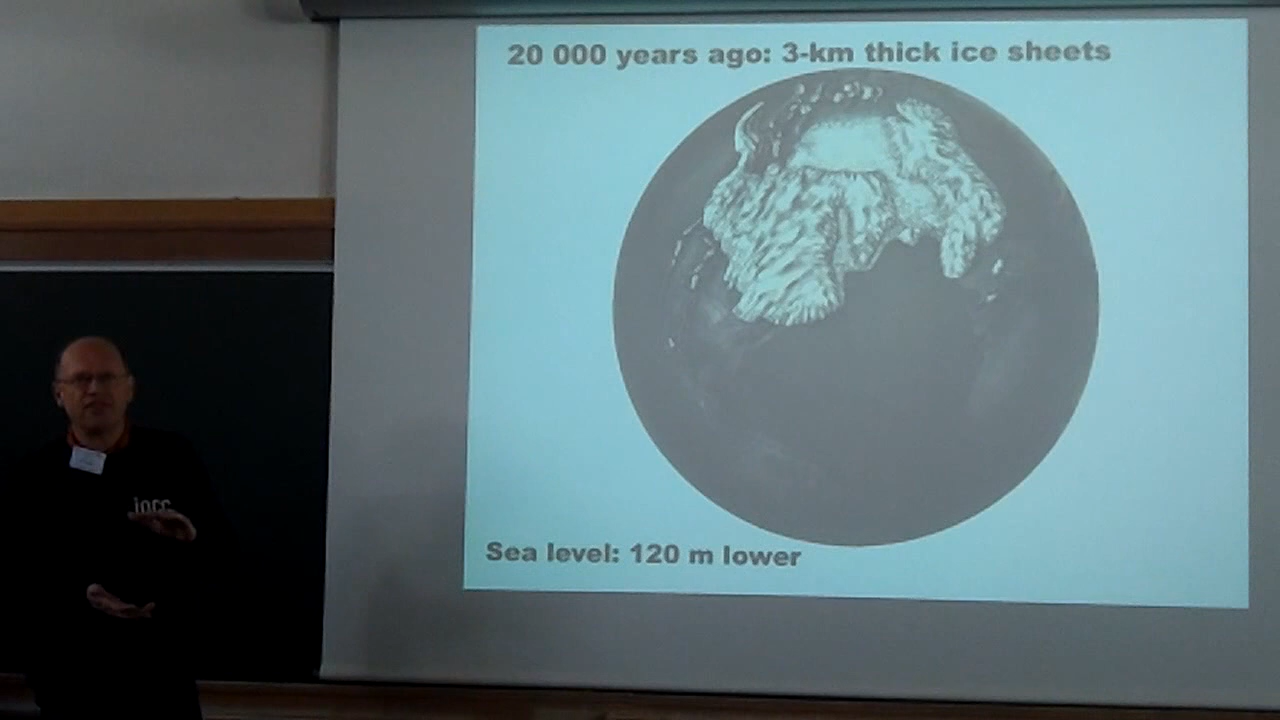 20 000 years ago: 3-km thick ice sheets
Sea level: 120 m lower
ipcc